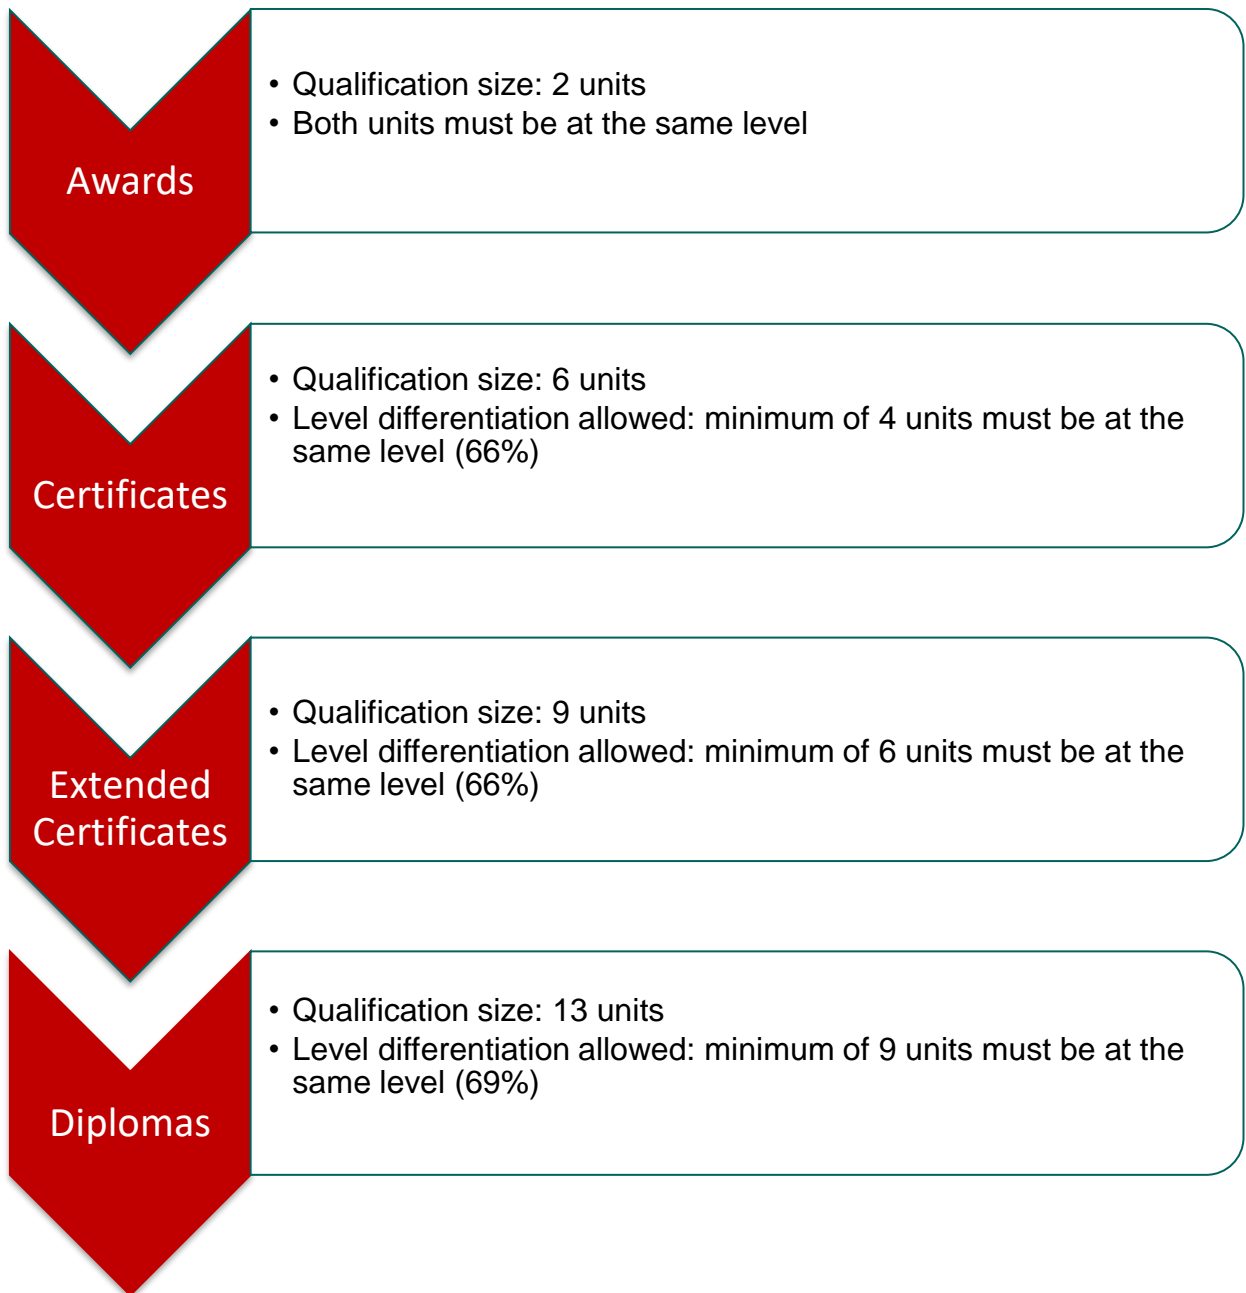 Awards
• Qualification size: 2 units
• Both units must be at the same level
Certificates
• Qualification size: 6 units
• Level differentiation allowed: minimum of 4 units must be at the
same level (66%)
Extended
Certificates
• Qualification size: 9 units
• Level differentiation allowed: minimum of 6 units must be at the
same level (66%)
Diplomas
• Qualification size: 13 units
• Level differentiation allowed: minimum of 9 units must be at the
same level (69%)